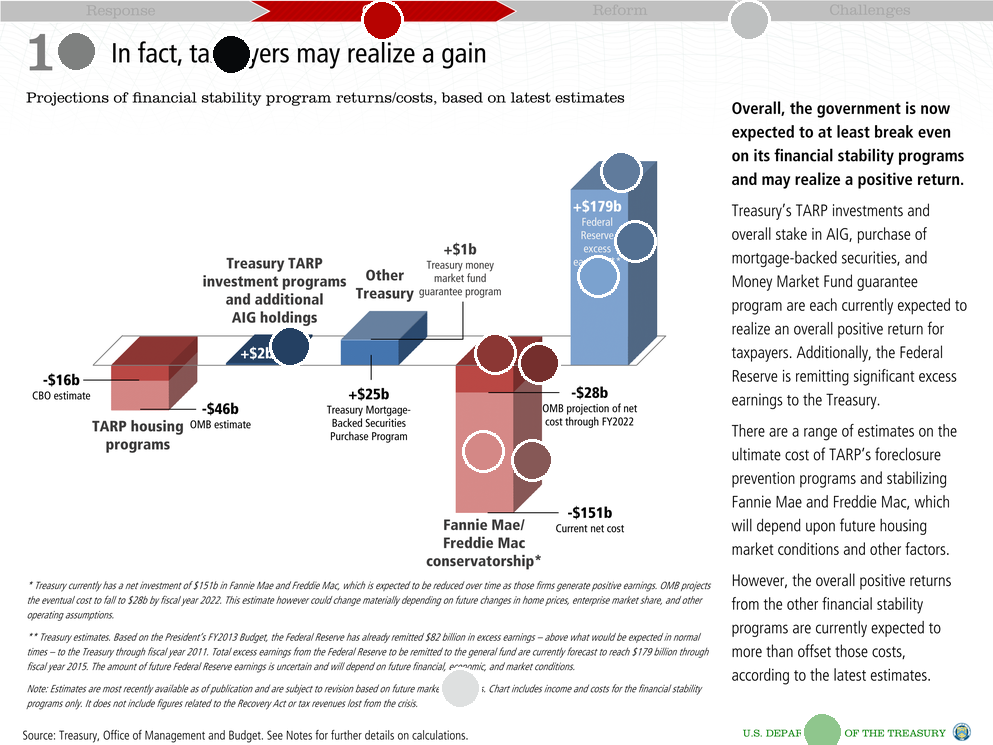 Response
Reform
Challenges
1
In fact, may realize a gain
Projections of financial stability program returns/costs, based on latest estimates
+$179b
Federal
Reserve
excess
Treasury TARP
investment programs
and additional
AIG holdings
Other
Treasury
+$1b
Treasury money
market fund
guarantee program
-$16b
CBO estimate
-$46b
OMB estimate
TARP housing
programs
+$25b
Treasury Mortgage-
Backed Securities
Purchase Program
-$28b
OMB projection of net
cost through FY2022
-$151b
Current net cost
Fannie Mae/
Freddie Mac
conservatorship*
Overall, the government is now
expected to at least break even
on its financial stability programs
and may realize a positive return.
Treasury's TARP investments and
overall stake in AIG, purchase of
mortgage-backed securities, and
Money Market Fund guarantee
program are each currently expected to
realize an overall positive return for
taxpayers. Additionally, the Federal
Reserve is remitting significant excess
earnings to the Treasury.
There are a range of estimates on the
ultimate cost of TARP's foreclosure
prevention programs and stabilizing
Fannie Mae and Freddie Mac, which
will depend upon future housing
market conditions and other factors.
However, the overall positive returns
from the other financial stability
programs are currently expected to
more than offset those costs,
according to the latest estimates.
* Treasury currently has a net investment of $151b in Fannie Mae and Freddie Mac, which is expected to be reduced over time as those firms generate positive earnings. OMB projects
the eventual cost to fall to $28b by fiscal year 2022. This estimate however could change materially depending on future changes in home prices, enterprise market share, and other
operating assumptions.
** Treasury estimates. Based on the President's FY2013 Budget, the Federal Reserve has already remitted $82 billion in excess earnings – above what would be expected in normal
times – to the Treasury through fiscal year 2011. Total excess earnings from the Federal Reserve to be remitted to the general fund are currently forecast to reach $179 billion through
fiscal year 2015. The amount of future Federal Reserve earnings is uncertain and will depend on future financial, economic, and market conditions.
Note: Estimates are most recently available as of publication and are subject to revision based on future Chart includes income and costs for the financial stability
programs only. It does not include figures related to the Recovery Act or tax revenues lost from the crisis.
Source: Treasury, Office of Management and Budget. See Notes for further details on calculations.
U.S. OF THE TREASURY